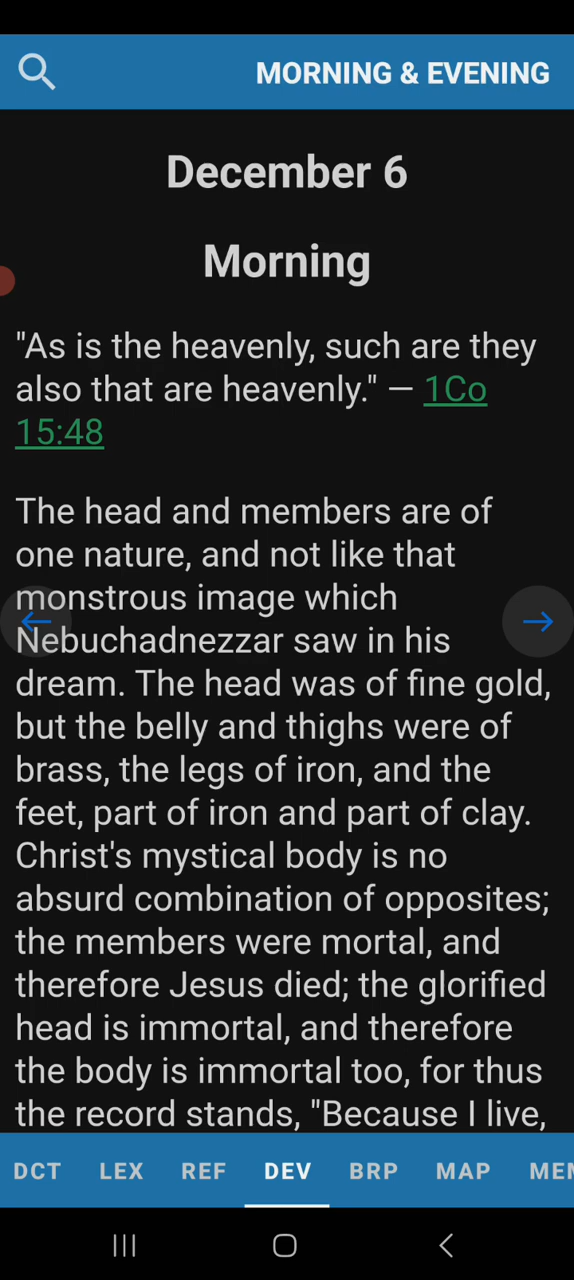 MORNING & EVENING
December 6
Morning
"As is the heavenly, such are they
also that are heavenly." — 1Co
15:48
The head and members are of
one nature, and not like that
monstrous image which
Nebuchadnezzar saw in his
dream. The head was of fine gold,
but the belly and thighs were of
brass, the legs of iron, and the
feet, part of iron and part of clay.
Christ's mystical body is no
absurd combination of opposites;
the members were mortal, and
therefore Jesus died; the glorified
head is immortal, and therefore
the body is immortal too, for thus
the record stands, "Because I live,
DCT LEX REF DEV BRP MAP MEM